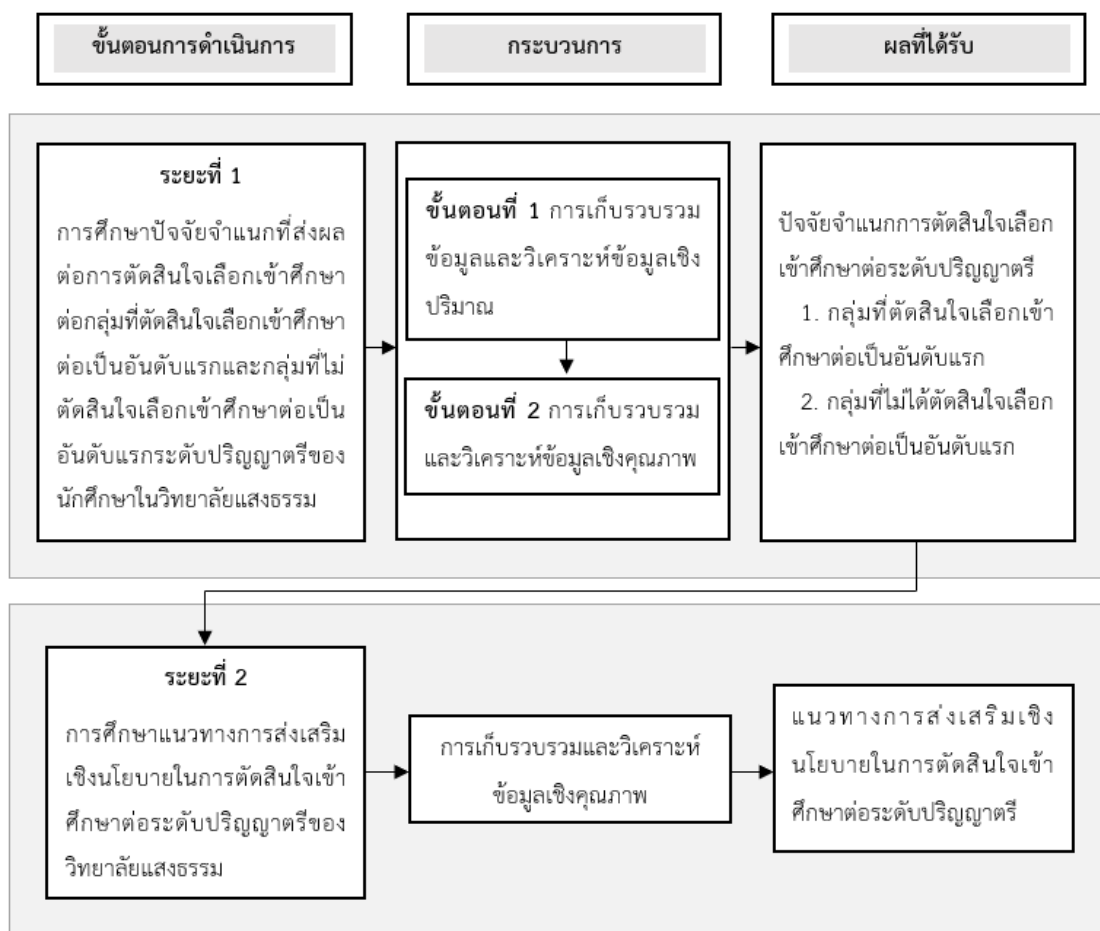 ขั้นตอนการดำเนินการ
กระบวนการ
ผลที่ได้รับ
ระยะที่ 1
การศึกษาปัจจัยจำแนกที่ส่งผล
ต่อการตัดสินใจเลือกเข้าศึกษา
ต่อกลุ่มที่ตัดสินใจเลือกเข้าศึกษา
ต่อเป็นอันดับแรกและกลุ่มที่ไม่
ตัดสินใจเลือกเข้าศึกษาต่อเป็น
อันดับแรกระดับปริญญาตรีของ
นักศึกษาในวิทยาลัยแสงธรรม
ขั้นตอนที่ 1 การเก็บรวบรวม
ข้อมูลและวิเคราะห์ข้อมูลเชิง
ปริมาณ
ขั้นตอนที่ 2 การเก็บรวบรวม
และวิเคราะห์ข้อมูลเชิงคุณภาพ
ปัจจัยจำแนกการตัดสินใจเลือก
เข้าศึกษาต่อระดับปริญญาตรี
1. กลุ่มที่ตัดสินใจเลือกเข้า
ศึกษาต่อเป็นอันดับแรก
2. กลุ่มที่ไม่ได้ตัดสินใจเลือก
เข้าศึกษาต่อเป็นอันดับแรก
ระยะที่ 2
การศึกษาแนวทางการส่งเสริม
เชิงนโยบายในการตัดสินใจเข้า
ศึกษาต่อระดับปริญญาตรีของ
วิทยาลัยแสงธรรม
การเก็บรวบรวมและวิเคราะห์
ข้อมูลเชิงคุณภาพ
แนวทางการส่งเสริมเชิง
นโยบายในการตัดสินใจเข้า
ศึกษาต่อระดับปริญญาตรี